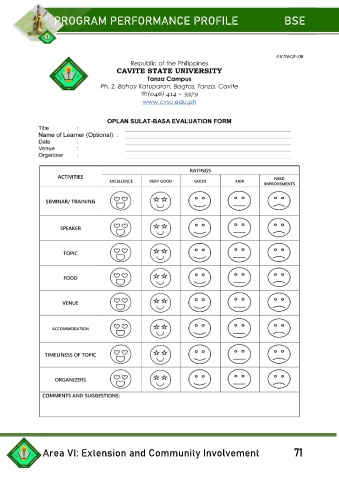 PROGRAM PERFORMANCE PROFILE BSE
EXTN-QF-08
Republic of the Philippines
CAVITE STATE UNIVERSITY
Tanza Campus
Ph. 2, Bahay Katuparan, Bagtas, Tanza, Cavite
☎(046) 414 – 3979
www.cvsu.edu.ph
OPLAN SULAT-BASA EVALUATION FORM
Title :
Name of Learner (Optional) :
Date :
Venue :
Organizer :
ACTIVITIES RATINGS
EXCELLENCE VERY GOOD GOOD FAIR NEED IMPROVEMENTS
SEMINAR/ TRAINING
SPEAKER
TOPIC
FOOD
VENUE
ACCOMMODATION
TIMELINESS OF TOPIC
ORGANIZERS
COMMENTS AND SUGGESTIONS:
Area VI: Extension and Community Involvement 71